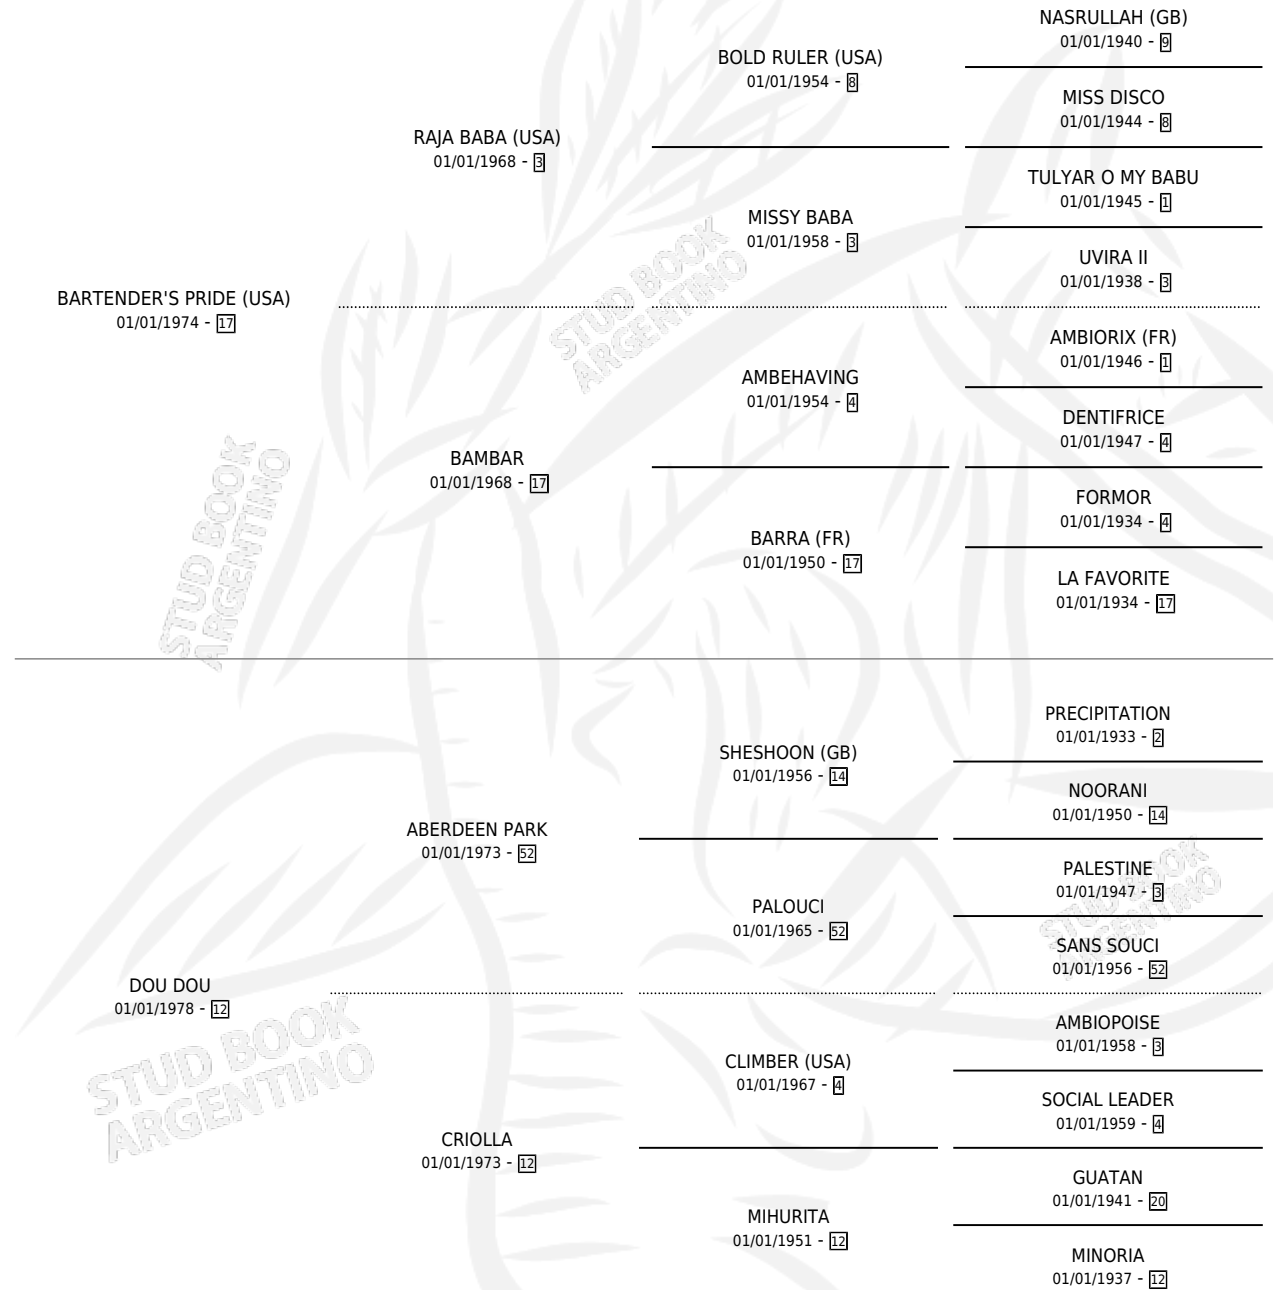 NASRULLAH (GB)
01/01/1940 - 9
BOLD RULER (USA)
01/01/1954 - 8
MISS DISCO
01/01/1944 - 8
RAJA BABA (USA)
01/01/1968 - 3
TULYAR O MY BABU
01/01/1945 - 1
MISSY BABA
01/01/1958 - 3
UVIRA II
01/01/1938 - 3
BARTENDER'S PRIDE (USA)
01/01/1974 - 17
AMBIORIX (FR)
01/01/1946 - 1
AMBEHAVING
01/01/1954 - 4
DENTIFRICE
01/01/1947 - 4
BAMBAR
01/01/1968 - 17
FORMOR
01/01/1934 - 4
BARRA (FR)
01/01/1950 - 17
LA FAVORITE
01/01/1934 - 17
PRECIPITATION
01/01/1933 - 2
SHESHOON (GB)
01/01/1956 - 14
NOORANI
01/01/1950 - 14
ABERDEEN PARK
01/01/1973 - 52
PALESTINE
01/01/1947 - 3
PALOUCI
01/01/1965 - 52
SANS SOUCI
01/01/1956 - 52
DOU DOU
01/01/1978 - 12
AMBIOPOISE
01/01/1958 - 3
CLIMBER (USA)
01/01/1967 - 4
SOCIAL LEADER
01/01/1959 - 4
CRIOLLA
01/01/1973 - 12
GUATAN
01/01/1941 - 20
MIHURITA
01/01/1951 - 12
MINORIA
01/01/1937 - 12
STUD BOOK
ARGENTINO
STUD BOOK
ARGENTINO
STUD BOOK
ARGENTINO
STUD BOOK
ARGENTINO